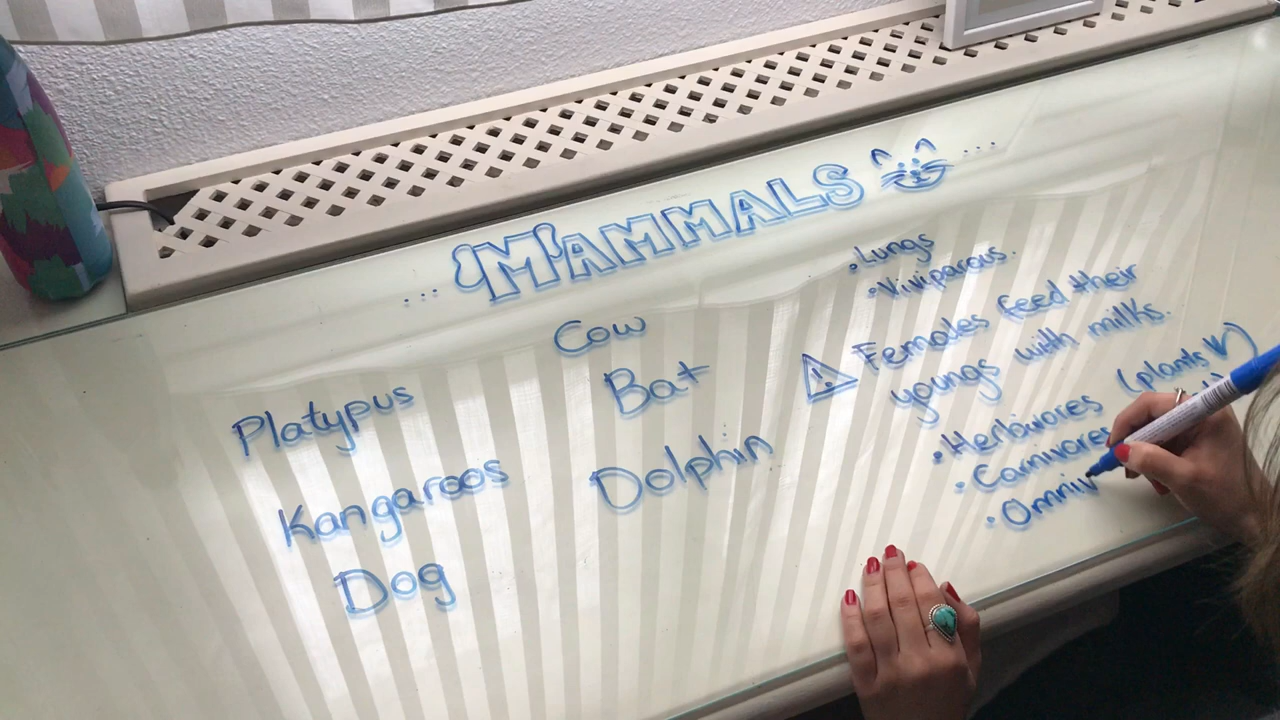 ... MAMMALS ...
Platypus
Kangaroos
Dog
Cow
Bat
Dolphin
• Lungs
• Viviparous.
! Females feed their
youngs with milks.
• Herbivores (plants
• Carnivores
• Omniv